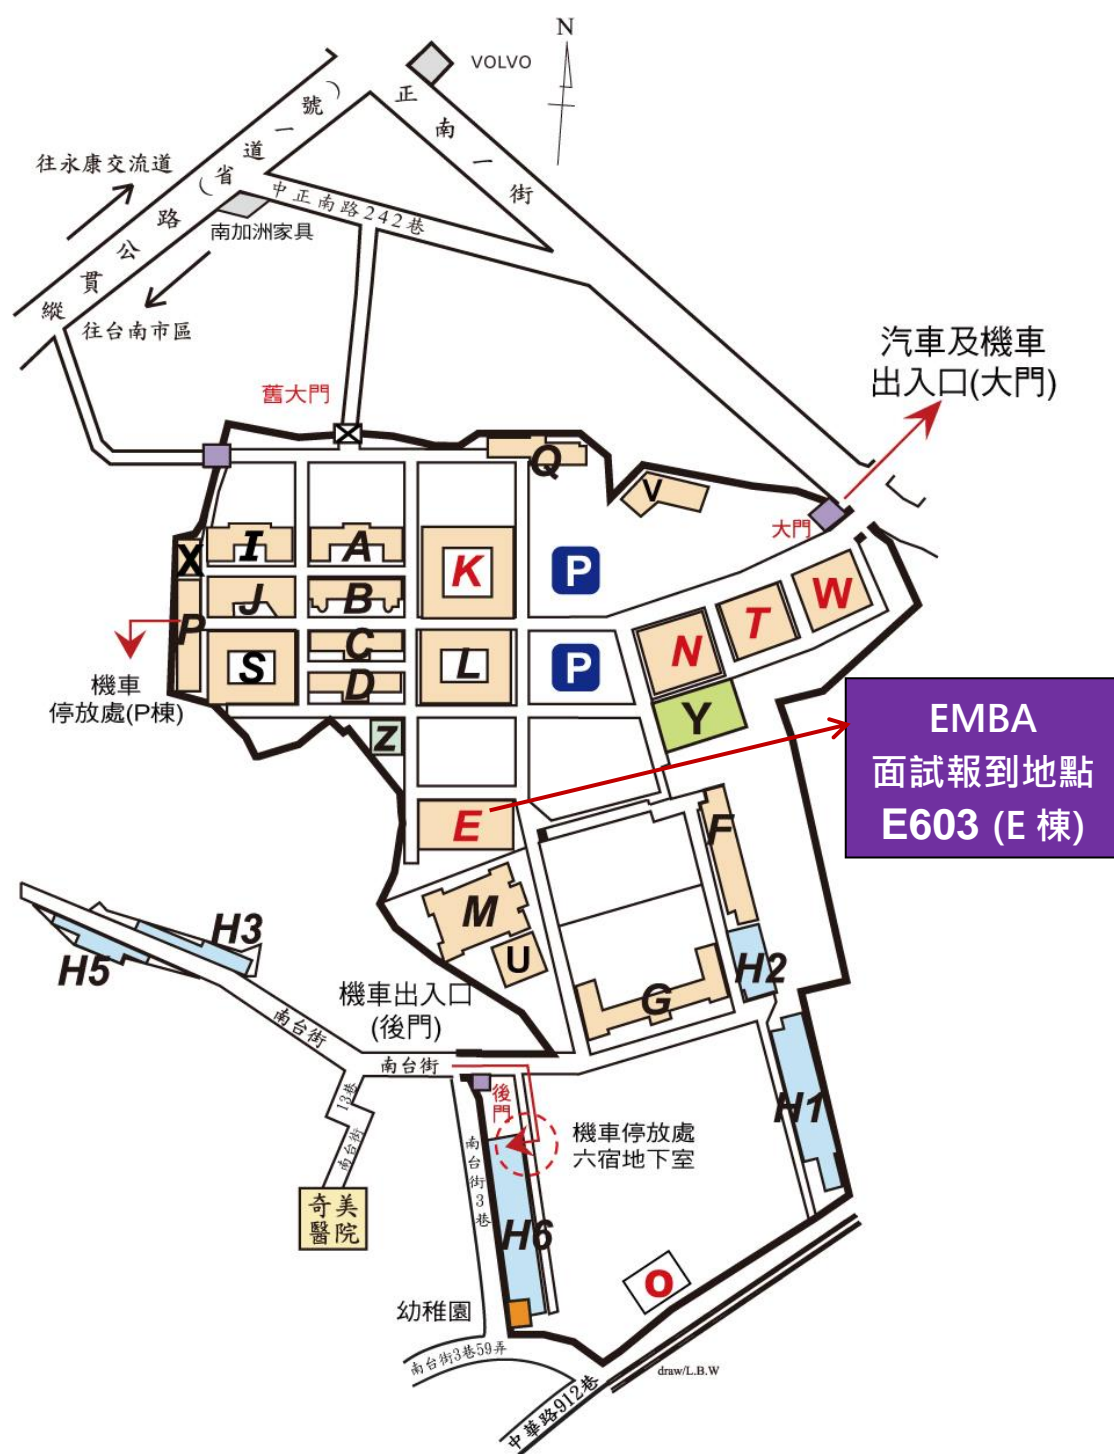 N
VOLVO
正南一街
往永康交流道
縱貫公路(省道一號)
中正南路242巷
南加洲家具
往台南市區
汽車及機車
出入口(大門)
舊大門
Q
V
大門
X
I
A
K
P
J
B
W
T
P
C
N
S
D
L
P
機車
停放處(P棟)
Y
Z
EMBA
面試報到地點
E603 (E 棟)
E
F
M
U
H3
H5
H2
G
機車出入口
(後門)
南台街
南台街
13巷
南台街
後門
H1
機車停放處
六宿地下室
南台街3巷
奇美
醫院
H6
O
幼稚園
南台街3巷59弄
draw/L.B.W
中華路912巷